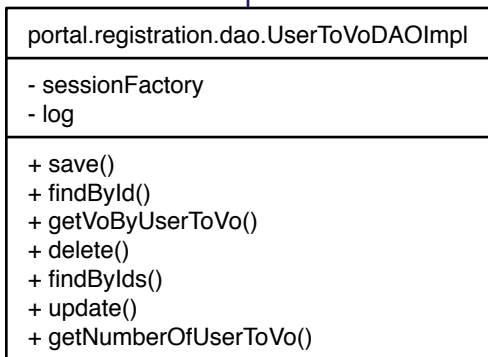 portal.registration.dao.UserToVoDAOImpl
- sessionFactory
- log
+ save()
+ findById()
+ getVoByUserToVo()
+ delete()
+ findByIds()
+ update()
+ getNumberOfUserToVo()